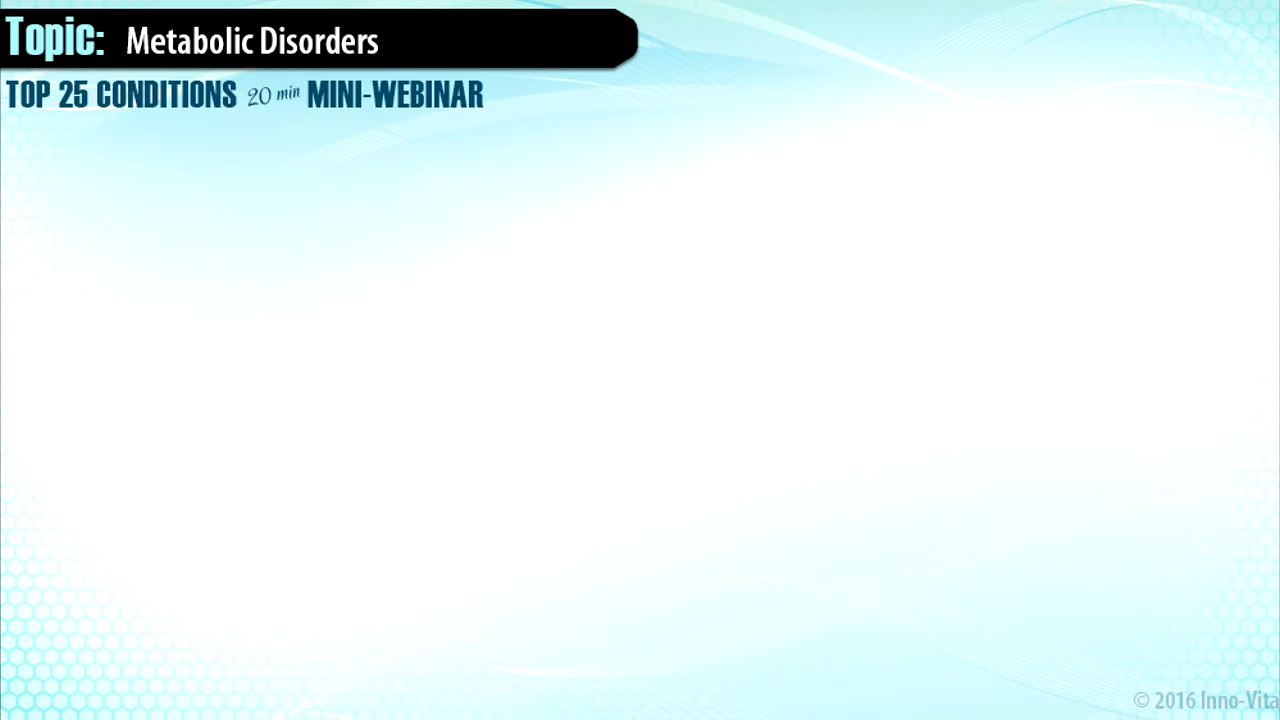 Topic: Metabolic Disorders
TOP 25 CONDITIONS 20 min MINI-WEBINAR
© 2016 Inno-Vita